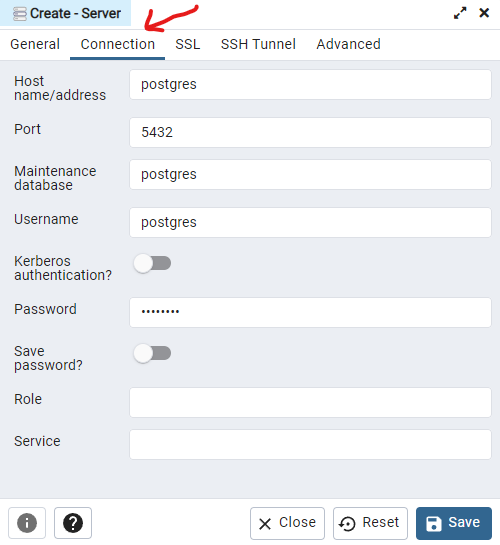 Create - Server
General Connection SSL SSH Tunnel Advanced
Host
name/address
postgres
Port
5432
Maintenance
database
postgres
Username
postgres
Kerberos
authentication?
Password
••••••••
Save
password?
Role
Service
Close Reset Save